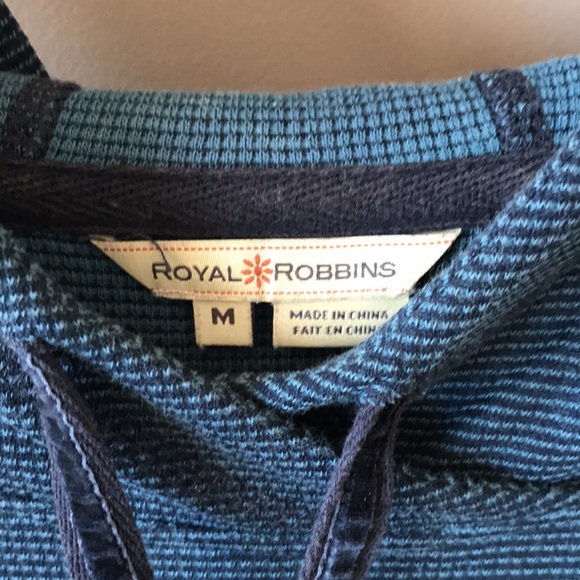 ROYAL ROBBINS
M
MADE IN CHINA
FAIT EN CHINE